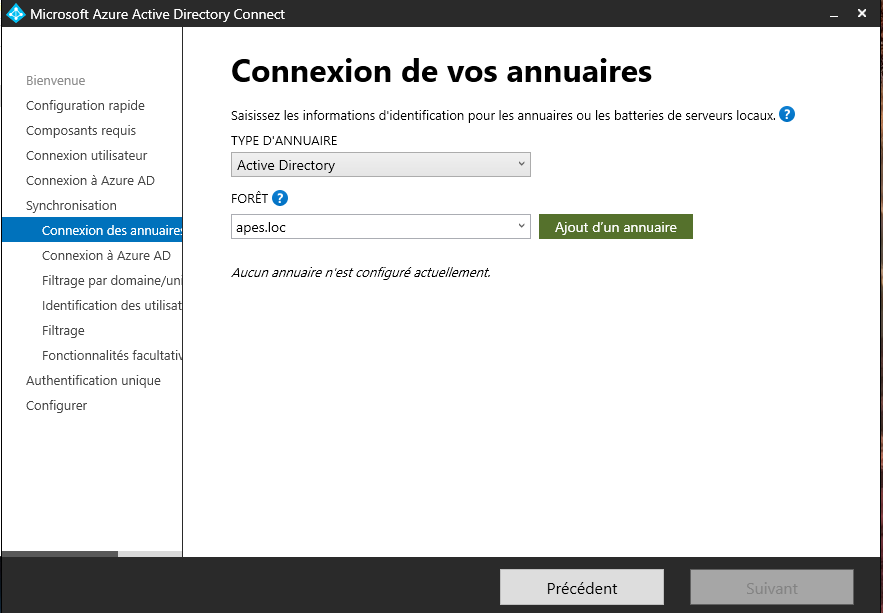 Microsoft Azure Active Directory Connect
Bienvenue
Configuration rapide
Composants requis
Connexion utilisateur
Connexion à Azure AD
Synchronisation
Connexion des annuaires
Connexion à Azure AD
Filtrage par domaine/uni
Identification des utilisat
Filtrage
Fonctionnalités facultativ
Authentification unique
Configurer
Connexion de vos annuaires
Saisissez les informations d'identification pour les annuaires ou les batteries de serveurs locaux. ?
TYPE D'ANNUAIRE
Active Directory
FORÊT ?
apes.loc
Ajout d’un annuaire
Aucun annuaire n'est configuré actuellement.
Précédent
Suivant